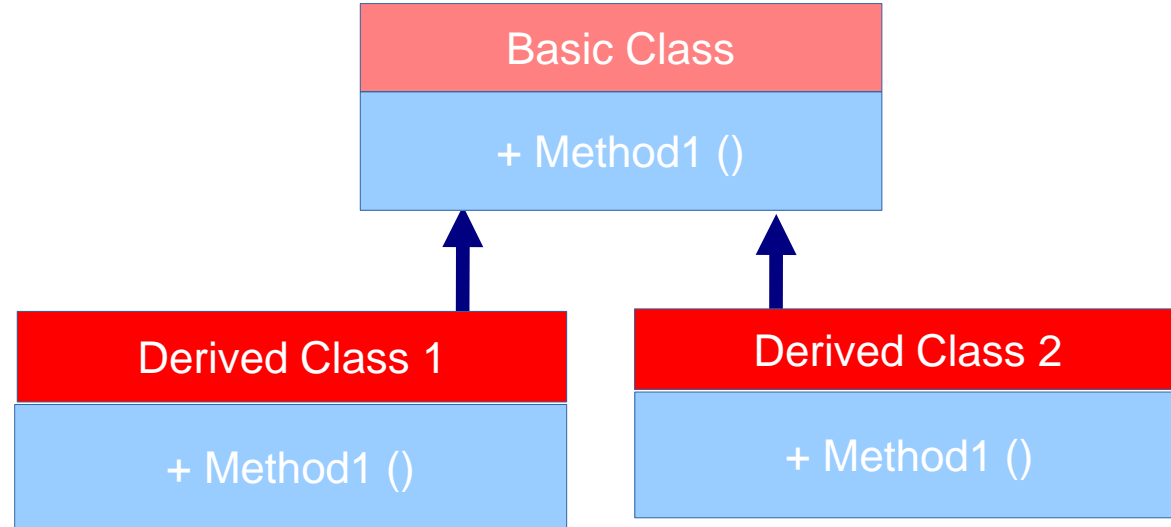 Basic Class
+ Method1 ()
Derived Class 1
+ Method1 ()
Derived Class 2
+ Method1 ()